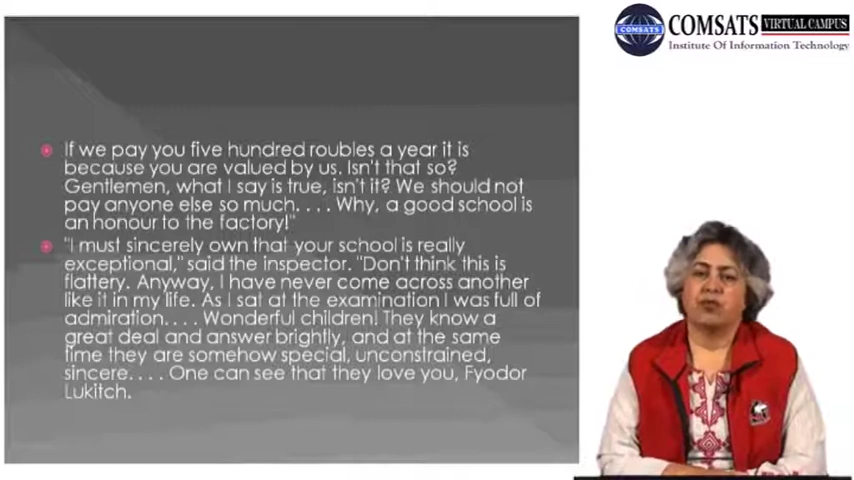 COMSATS VIRTUAL CAMPUS
COMSATS
Institute Of Information Technology
If we pay you five hundred roubles a year it is
because you are valued by us. Isn't that so?
Gentlemen, what I say is true, isn't it? We should not
pay anyone else so much. . . . Why, a good school is
an honour to the factory!"
"I must sincerely own that your school is really
exceptional," said the inspector. "Don't think this is
flattery. Anyway, I have never come across another
like it in my life. As I sat at the examination I was full of
admiration. . . . Wonderful children! They know a
great deal and answer brightly, and at the same
time they are somehow special, unconstrained,
sincere. . . . One can see that they love you, Fyodor
Lukitch.